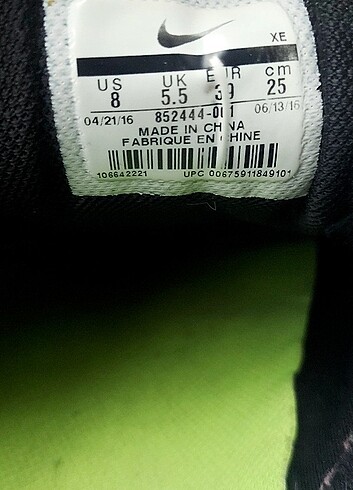 XE
US UK EUR cm
8 5.5 39 25
04/21/16 852444-001 06/13/16
MADE IN CHINA
FABRIQUE EN CHINE
106642221 UPC 00675911849101